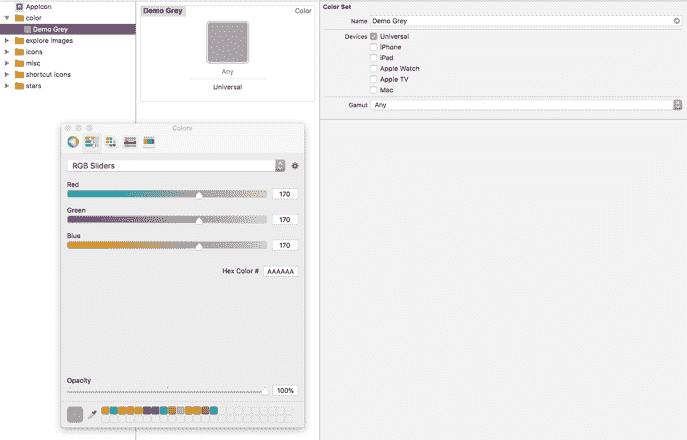 AppIcon
color
Demo Grey
explore images
icons
misc
shortcut icons
stars
Demo Grey
Color
Any
Universal
Color Set
Name Demo Grey
Devices Universal
iPhone
iPad
Apple Watch
Apple TV
Mac
Gamut Any
Colors
RGB Sliders
Red
170
Green
170
Blue
170
Hex Color # AAAAAA
Opacity
100%